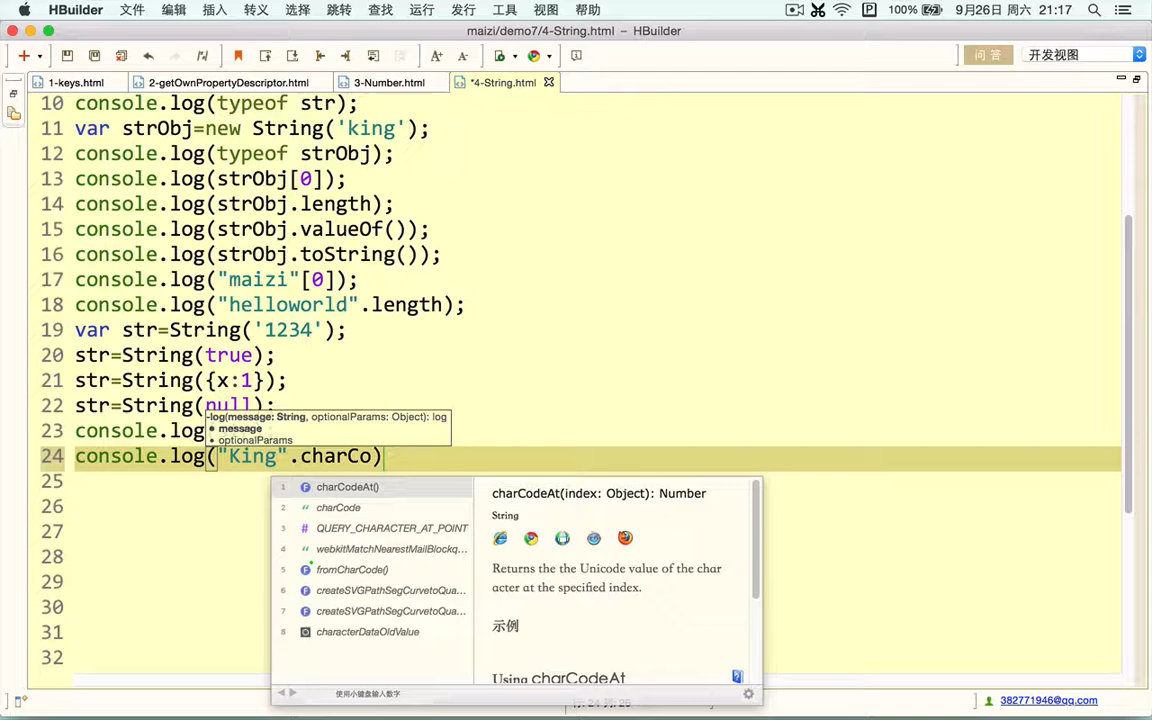 HBuilder 文件 编辑 插入 转义 选择 跳转 查找 运行 发行 工具 视图 帮助 100% 9月26日 周六 21:17
maizi/demo7/4-String.html – HBuilder
问 答 开发视图
1-keys.html 2-getOwnPropertyDescriptor.html 3-Number.html *4-String.html
10 console.log(typeof str);
11 var strObj=new String('king');
12 console.log(typeof strObj);
13 console.log(strObj[0]);
14 console.log(strObj.length);
15 console.log(strObj.valueOf());
16 console.log(strObj.toString());
17 console.log("maizi"[0]);
18 console.log("helloworld".length);
19 var str=String('1234');
20 str=String(true);
21 str=String({x:1});
22 str=String(null);
log(message: String, optionalParams: Object): log
• message
• optionalParams
23 console.log
24 console.log("King".charCo)
25
26
27
28
29
30
31
32
1 charCodeAt()
2 charCode
3 QUERY_CHARACTER_AT_POINT
4 webkitMatchNearestMailBlockq...
5 fromCharCode()
6 createSVGPathSegCurvetoQua...
7 createSVGPathSegCurvetoQua...
8 characterDataOldValue
使用小键盘输入数字
charCodeAt(index: Object): Number
String
Returns the the Unicode value of the char
acter at the specified index.
示例
Using charCodeAt
382771946@qq.com